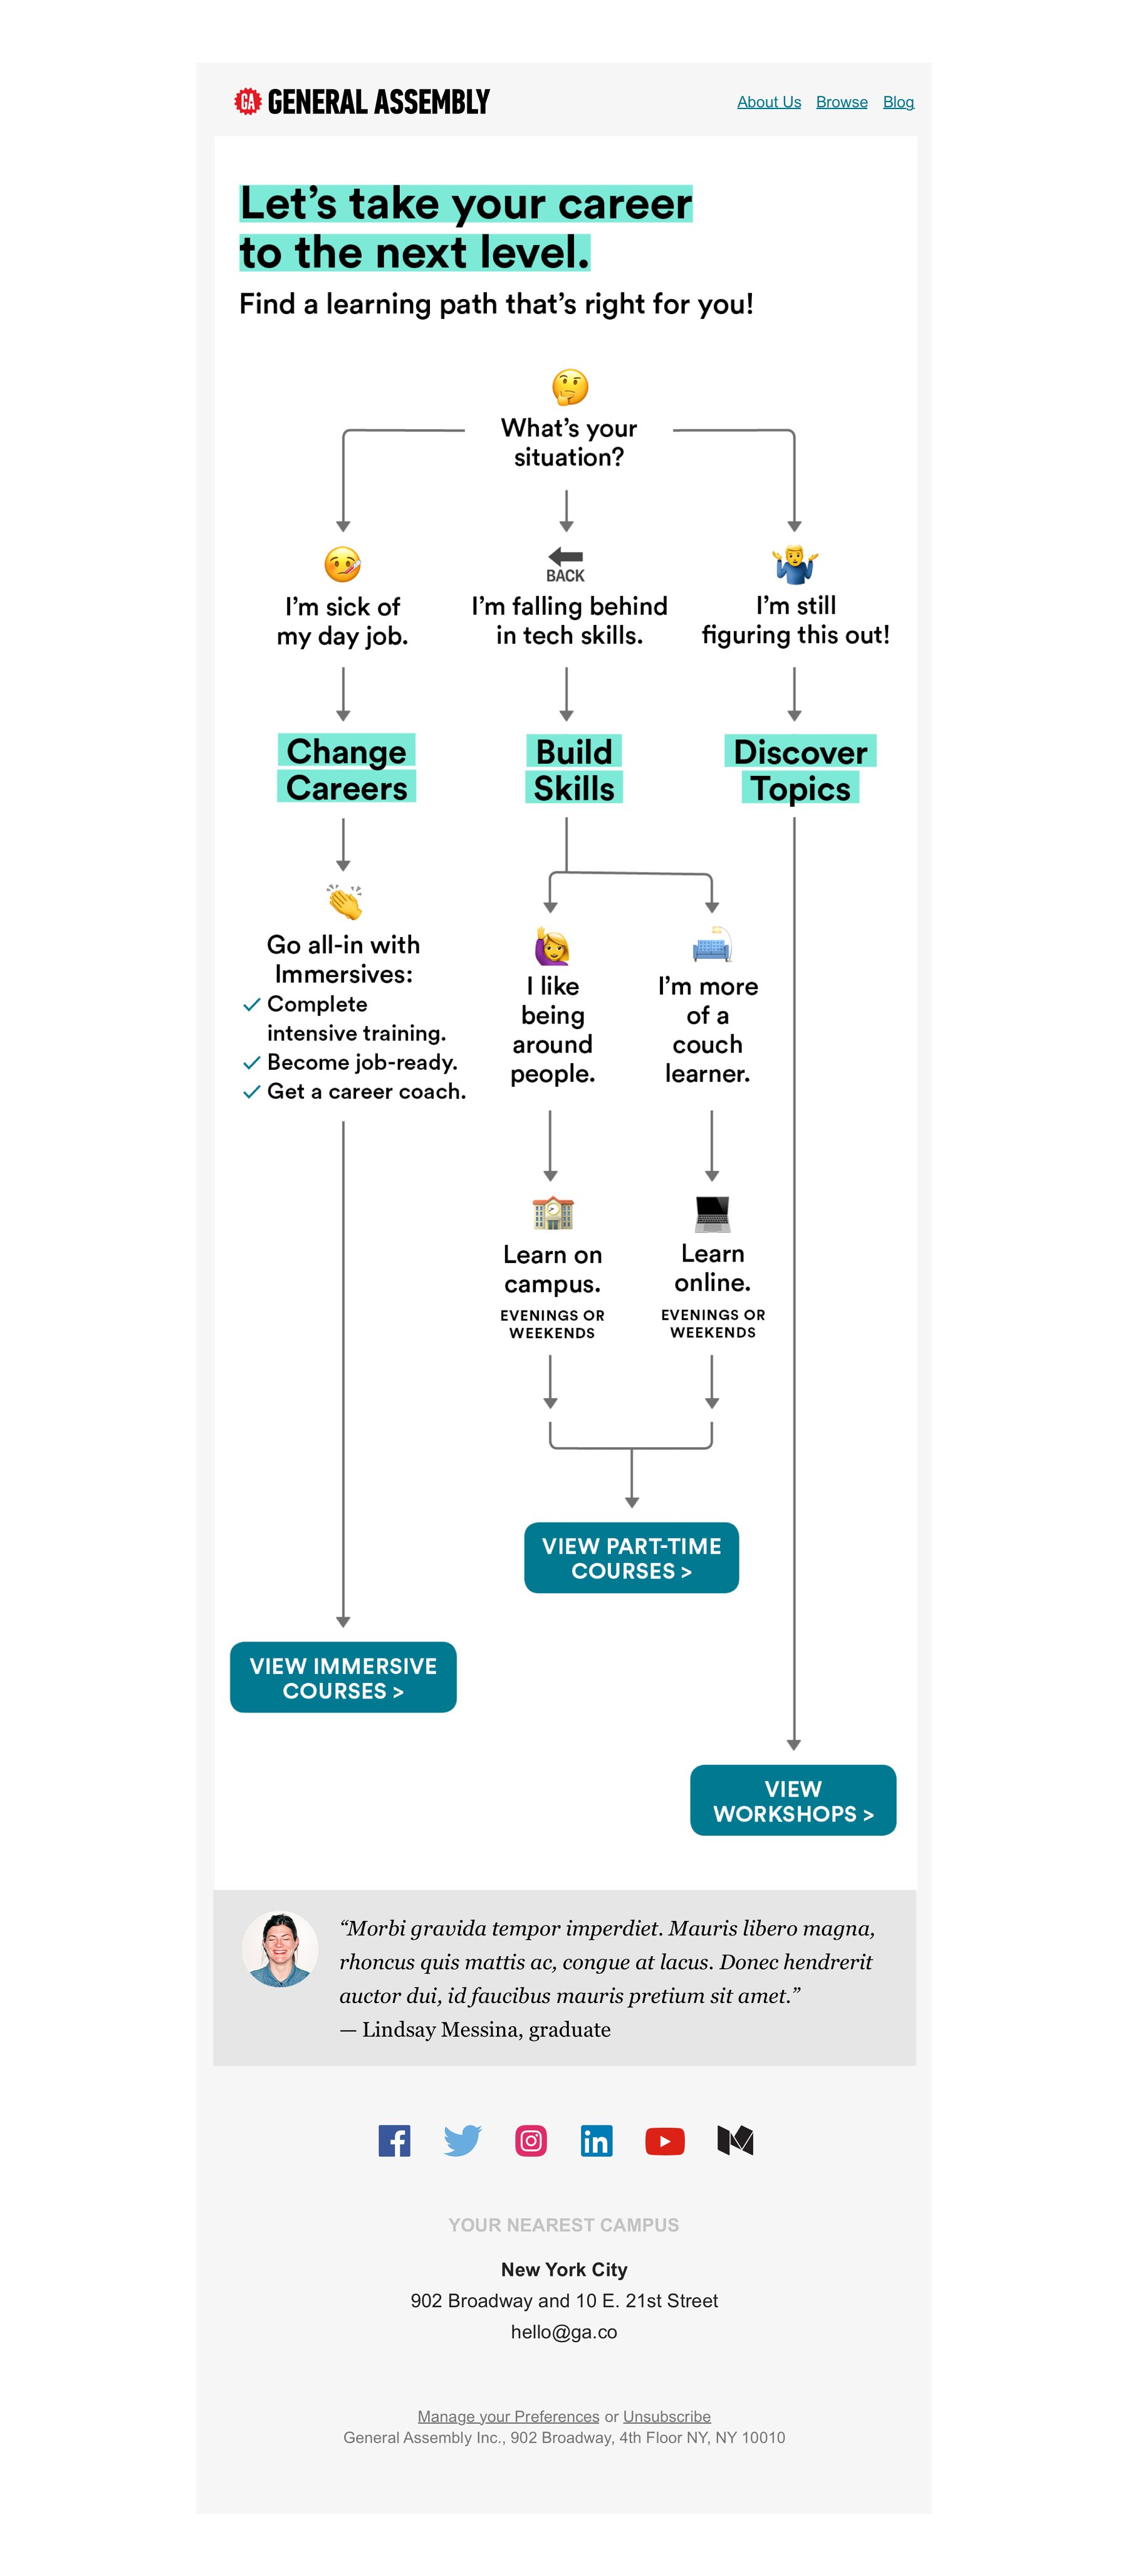 GA GENERAL ASSEMBLY
About Us Browse Blog
Let’s take your career
to the next level.
Find a learning path that’s right for you!
What’s your
situation?
I’m sick of
my day job.
BACK
I’m falling behind
in tech skills.
I’m still
figuring this out!
Change
Careers
Build
Skills
Discover
Topics
Go all-in with
Immersives:
✓ Complete
intensive training.
✓ Become job-ready.
✓ Get a career coach.
I like
being
around
people.
I’m more
of a
couch
learner.
Learn on
campus.
EVENINGS OR
WEEKENDS
Learn
online.
EVENINGS OR
WEEKENDS
VIEW PART-TIME
COURSES >
VIEW IMMERSIVE
COURSES >
VIEW
WORKSHOPS >
“Morbi gravida tempor imperdiet. Mauris libero magna,
rhoncus quis mattis ac, congue at lacus. Donec hendrerit
auctor dui, id faucibus mauris pretium sit amet.”
— Lindsay Messina, graduate
YOUR NEAREST CAMPUS
New York City
902 Broadway and 10 E. 21st Street
hello@ga.co
Manage your Preferences or Unsubscribe
General Assembly Inc., 902 Broadway, 4th Floor NY, NY 10010